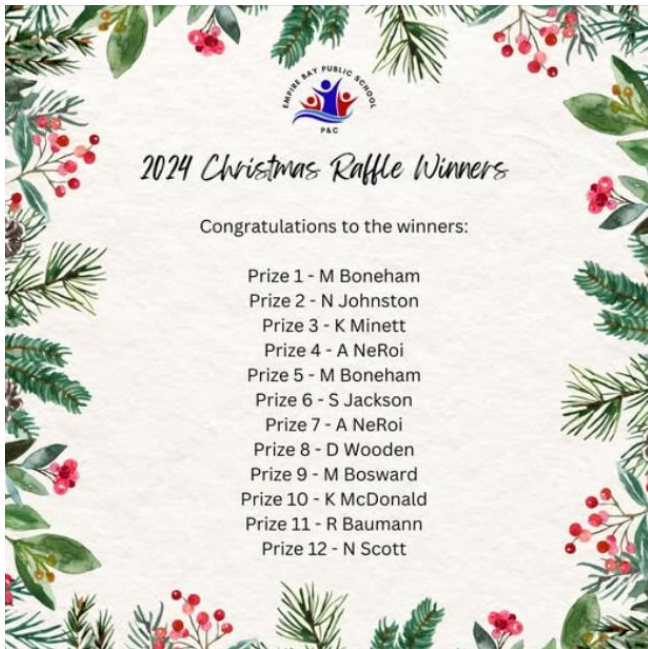 EMPIRE BAY PUBLIC SCHOOL
P&C
2024 Christmas Raffle Winners
Congratulations to the winners:
Prize 1 - M Boneham
Prize 2 - N Johnston
Prize 3 - K Minett
Prize 4 - A NeRoi
Prize 5 - M Boneham
Prize 6 - S Jackson
Prize 7 - A NeRoi
Prize 8 - D Wooden
Prize 9 - M Bosward
Prize 10 - K McDonald
Prize 11 - R Baumann
Prize 12 - N Scott